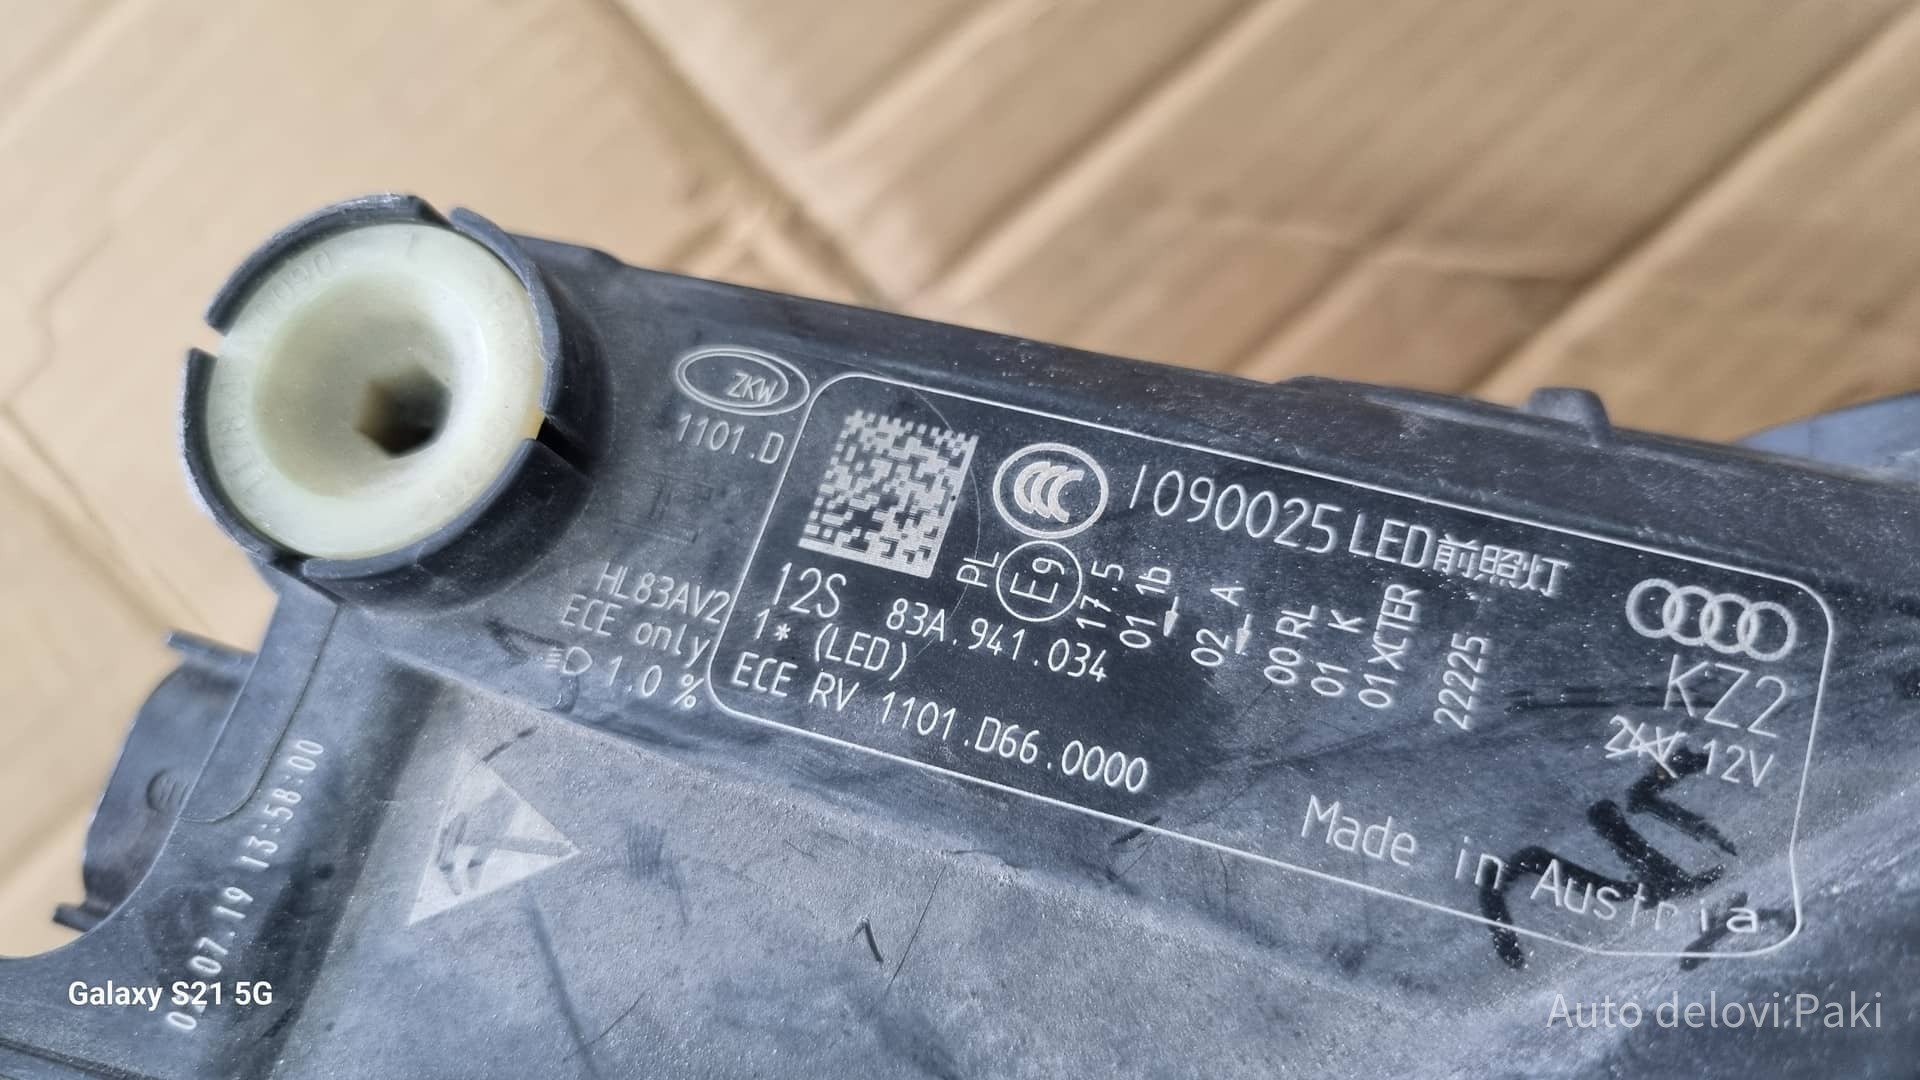 ZKW
1101.D
HL83AV2
ECE only
1.0 %
I090025 LED前照灯
12S
83A.941.034
1* (LED)
ECE RV 1101.D66.0000
PL
E9
17.5
01 1b
02 A
00 RL
01 K
01 XCTER
22225
KZ2
24V 12V
Made in Austria
07.19 13:58:00
Galaxy S21 5G
Auto delovi Paki